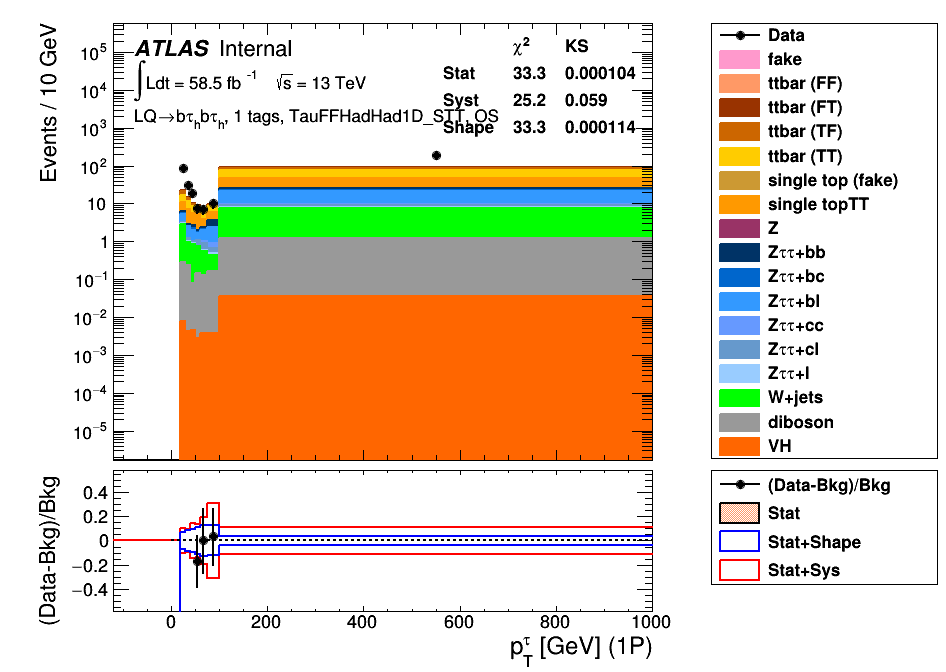 Events / 10 GeV
10⁵
10⁴
10³
10²
10
1
10⁻¹
10⁻²
10⁻³
10⁻⁴
10⁻⁵
ATLAS Internal
∫ Ldt = 58.5 fb⁻¹ √s = 13 TeV
LQ→bτₕbτₕ, 1 tags, TauFFHadHad1D_STT, OS
χ² KS
Stat 33.3 0.000104
Syst 25.2 0.059
Shape 33.3 0.000114
Data
fake
ttbar (FF)
ttbar (FT)
ttbar (TF)
ttbar (TT)
single top (fake)
single topTT
Z
Zττ+bb
Zττ+bc
Zττ+bl
Zττ+cc
Zττ+cl
Zττ+l
W+jets
diboson
VH
(Data-Bkg)/Bkg
0.4
0.2
0
−0.2
−0.4
0 200 400 600 800 1000
p_T^τ [GeV] (1P)
(Data-Bkg)/Bkg
Stat
Stat+Shape
Stat+Sys